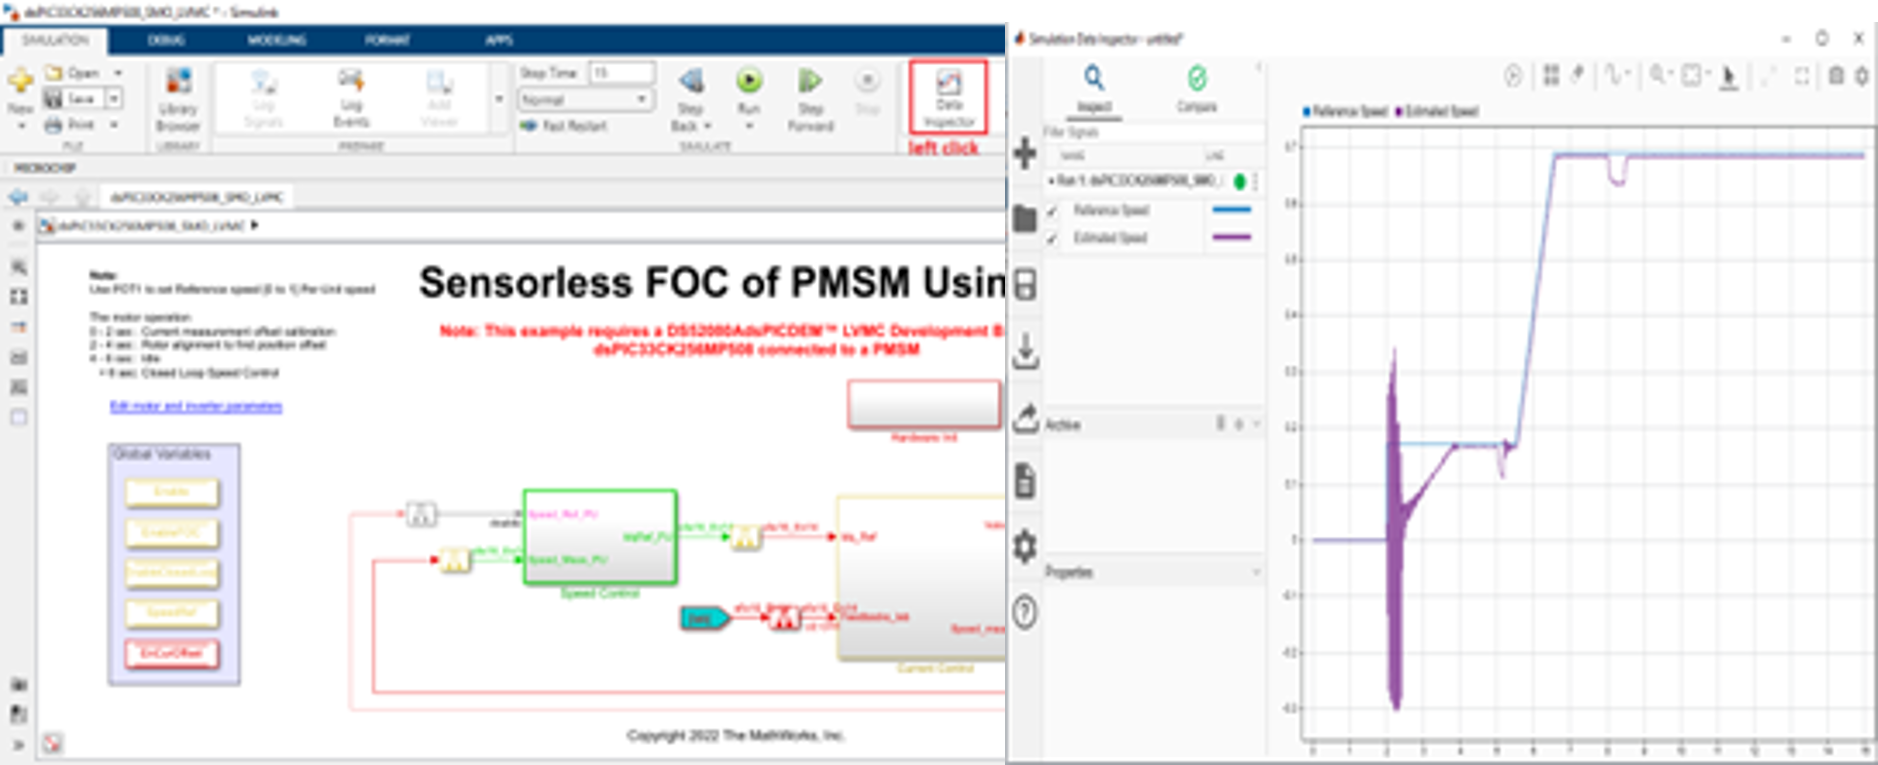 dsPIC33CK256MP508_SMO_LVMC * - Simulink
SIMULATION DEBUG MODELING FORMAT APPS
New
Open
Save
Print
FILE
Library
Browser
LIBRARY
Log
Signals
Log
Events
Add
Viewer
PREPARE
Stop Time 15
Normal
Fast Restart
Step
Back
Run
Step
Forward
Stop
SIMULATE
Data
Inspector
left click
MICROCHIP
dsPIC33CK256MP508_SMO_LVMC
dsPIC33CK256MP508_SMO_LVMC
Note:
Use POT1 to set Reference speed (0 to 1) Per-Unit speed
The motor operation
0 - 2 sec: Current measurement offset calibration
2 - 4 sec: Rotor alignment to find position offset
4 - 6 sec: Idle
Closed Loop Speed Control
Edit motor and inverter parameters
Sensorless FOC of PMSM Usin
Note: This example requires a DS52080AdsPICDEM™ LVMC Development B
dsPIC33CK256MP508 connected to a PMSM
Hardware Init
Global Variables
Enable
EnableFOC
EnableClosedLoop
SpeedRef
EnCurOffset
Speed_Ref_PU
Speed_Meas_PU
IdqRef_PU
Speed Control
Idq_Ref
Feedbacks_sig
Current Control
Copyright 2022 The MathWorks, Inc.
Simulation Data Inspector - untitled*
Inspect Compare
Filter Signals
NAME LINE
Run 1: dsPIC33CK256MP508_SMO_
Reference Speed
Estimated Speed
Archive
Properties
Reference Speed Estimated Speed
0.7
0.6
0.5
0.4
0.3
0.2
0.1
0
-0.1
-0.2
-0.3
0 1 2 3 4 5 6 7 8 9 10 11 12 13 14 15